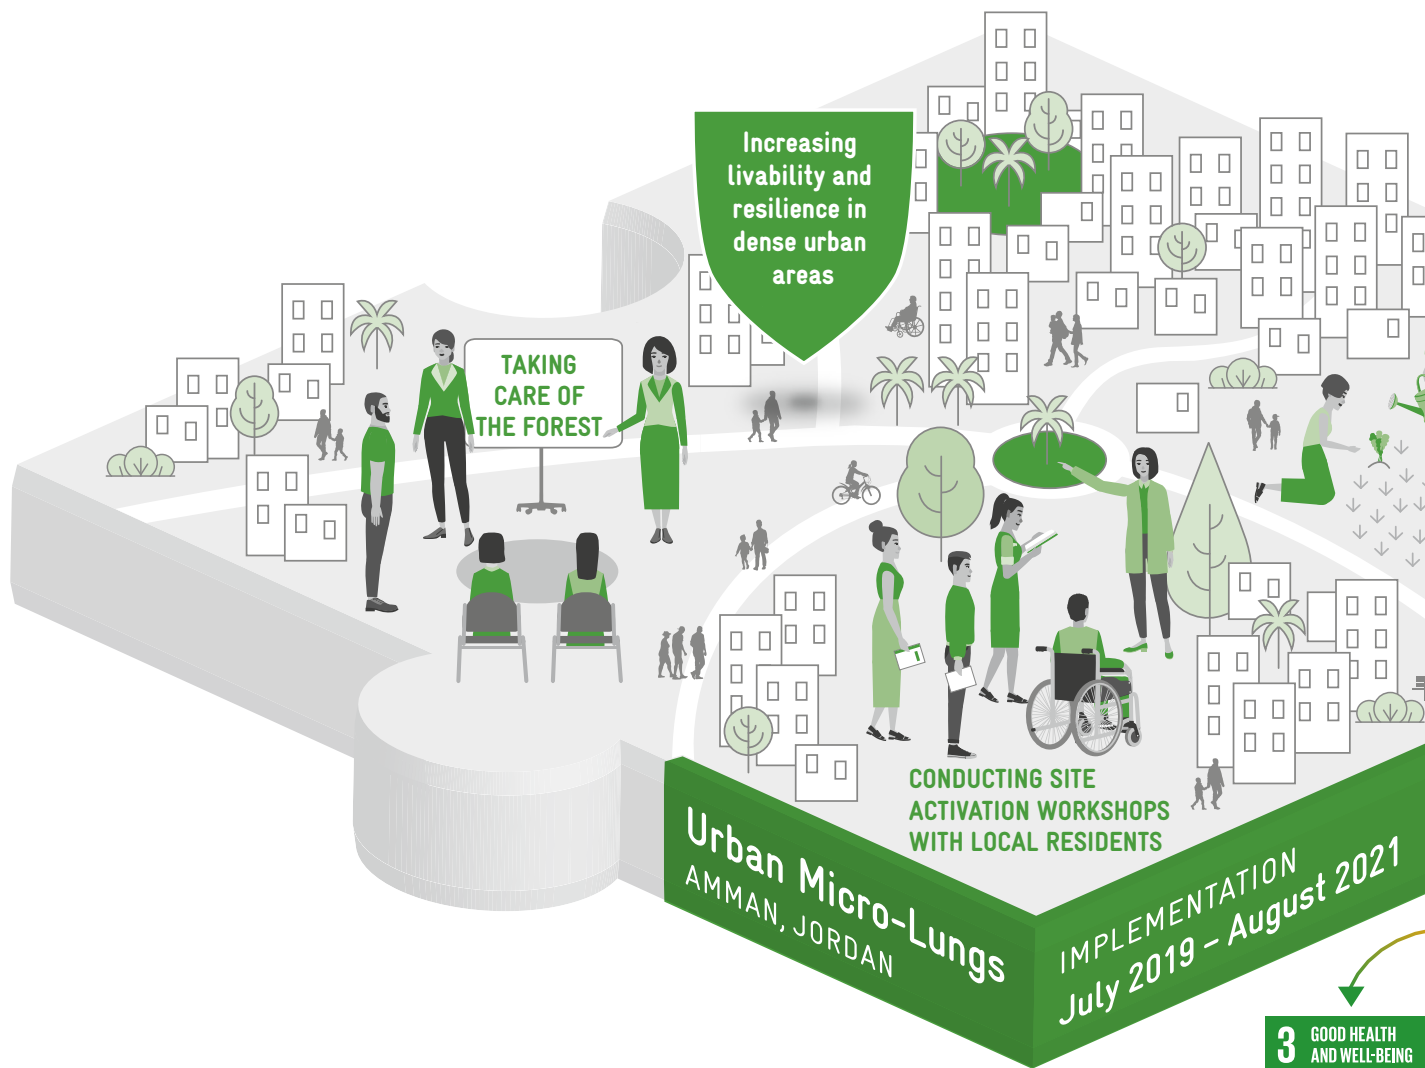 Increasing
livability and
resilience in
dense urban
areas
TAKING
CARE OF
THE FOREST
CONDUCTING SITE
ACTIVATION WORKSHOPS
WITH LOCAL RESIDENTS
Urban Micro-Lungs
AMMAN, JORDAN
IMPLEMENTATION
July 2019 – August 2021
3 GOOD HEALTH
AND WELL-BEING